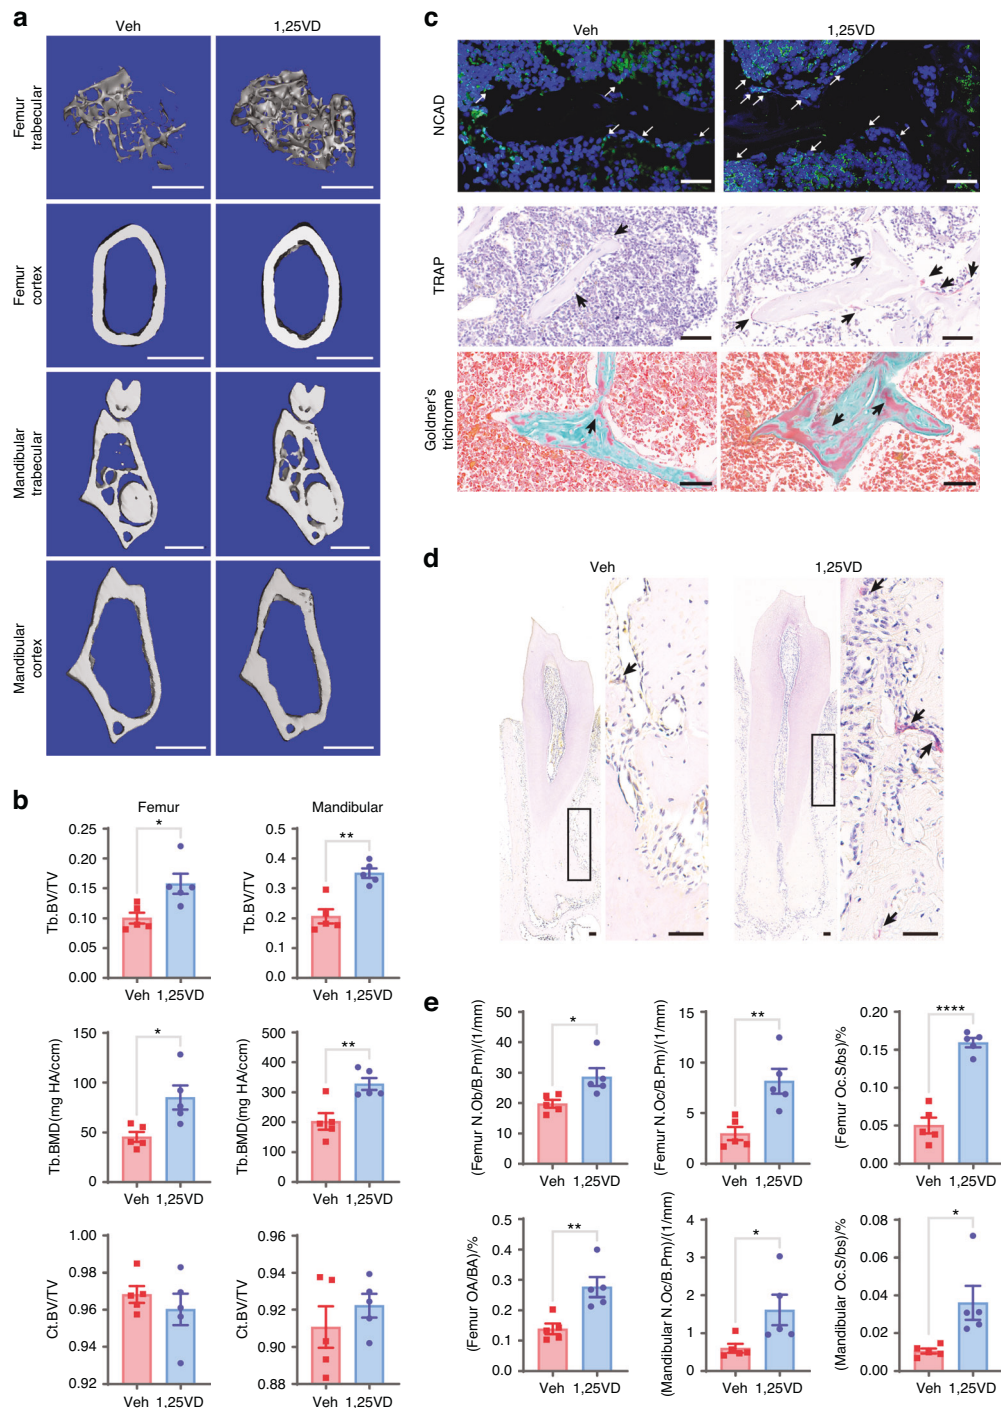 a
Veh
1,25VD
Femur
trabecular
Femur
cortex
Mandibular
trabecular
Mandibular
cortex
b
Femur
Mandibular
Tb.BV/TV
0.25
0.20
0.15
0.10
0.05
0.00
*
Veh 1,25VD
Tb.BV/TV
0.5
0.4
0.3
0.2
0.1
0.0
**
Veh 1,25VD
Tb.BMD(mg HA/ccm)
150
100
50
0
*
Veh 1,25VD
Tb.BMD(mg HA/ccm)
500
400
300
200
100
0
**
Veh 1,25VD
Ct.BV/TV
1.00
0.98
0.96
0.94
0.92
Veh 1,25VD
Ct.BV/TV
0.96
0.94
0.92
0.90
0.88
Veh 1,25VD
c
Veh
1,25VD
NCAD
TRAP
Goldner's
trichrome
d
Veh
1,25VD
e
(Femur N.Ob/B.Pm)/(1/mm)
50
40
30
20
10
0
*
Veh 1,25VD
(Femur N.Oc/B.Pm)/(1/mm)
15
10
5
0
**
Veh 1,25VD
(Femur Oc.S/bs)/%
0.20
0.15
0.10
0.05
0.00
****
Veh 1,25VD
(Femur OA/BA)/%
0.5
0.4
0.3
0.2
0.1
0.0
**
Veh 1,25VD
(Mandibular N.Oc/B.Pm)/(1/mm)
4
3
2
1
0
*
Veh 1,25VD
(Mandibular Oc.S/bs)/%
0.08
0.06
0.04
0.02
0.00
*
Veh 1,25VD